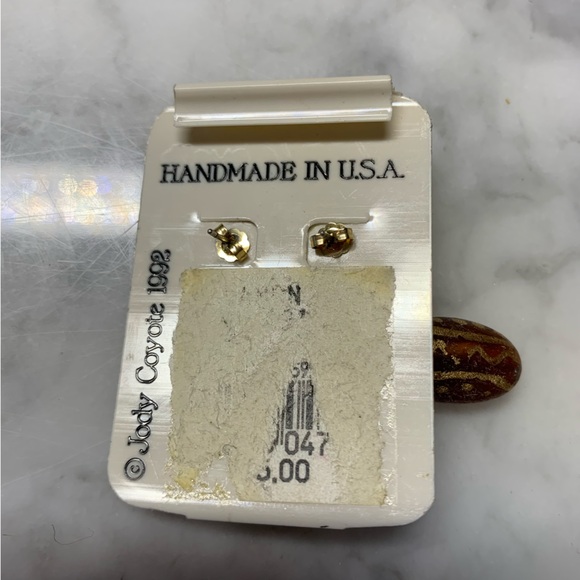 HANDMADE IN U.S.A.
© Jody Coyote 1992
047
.00